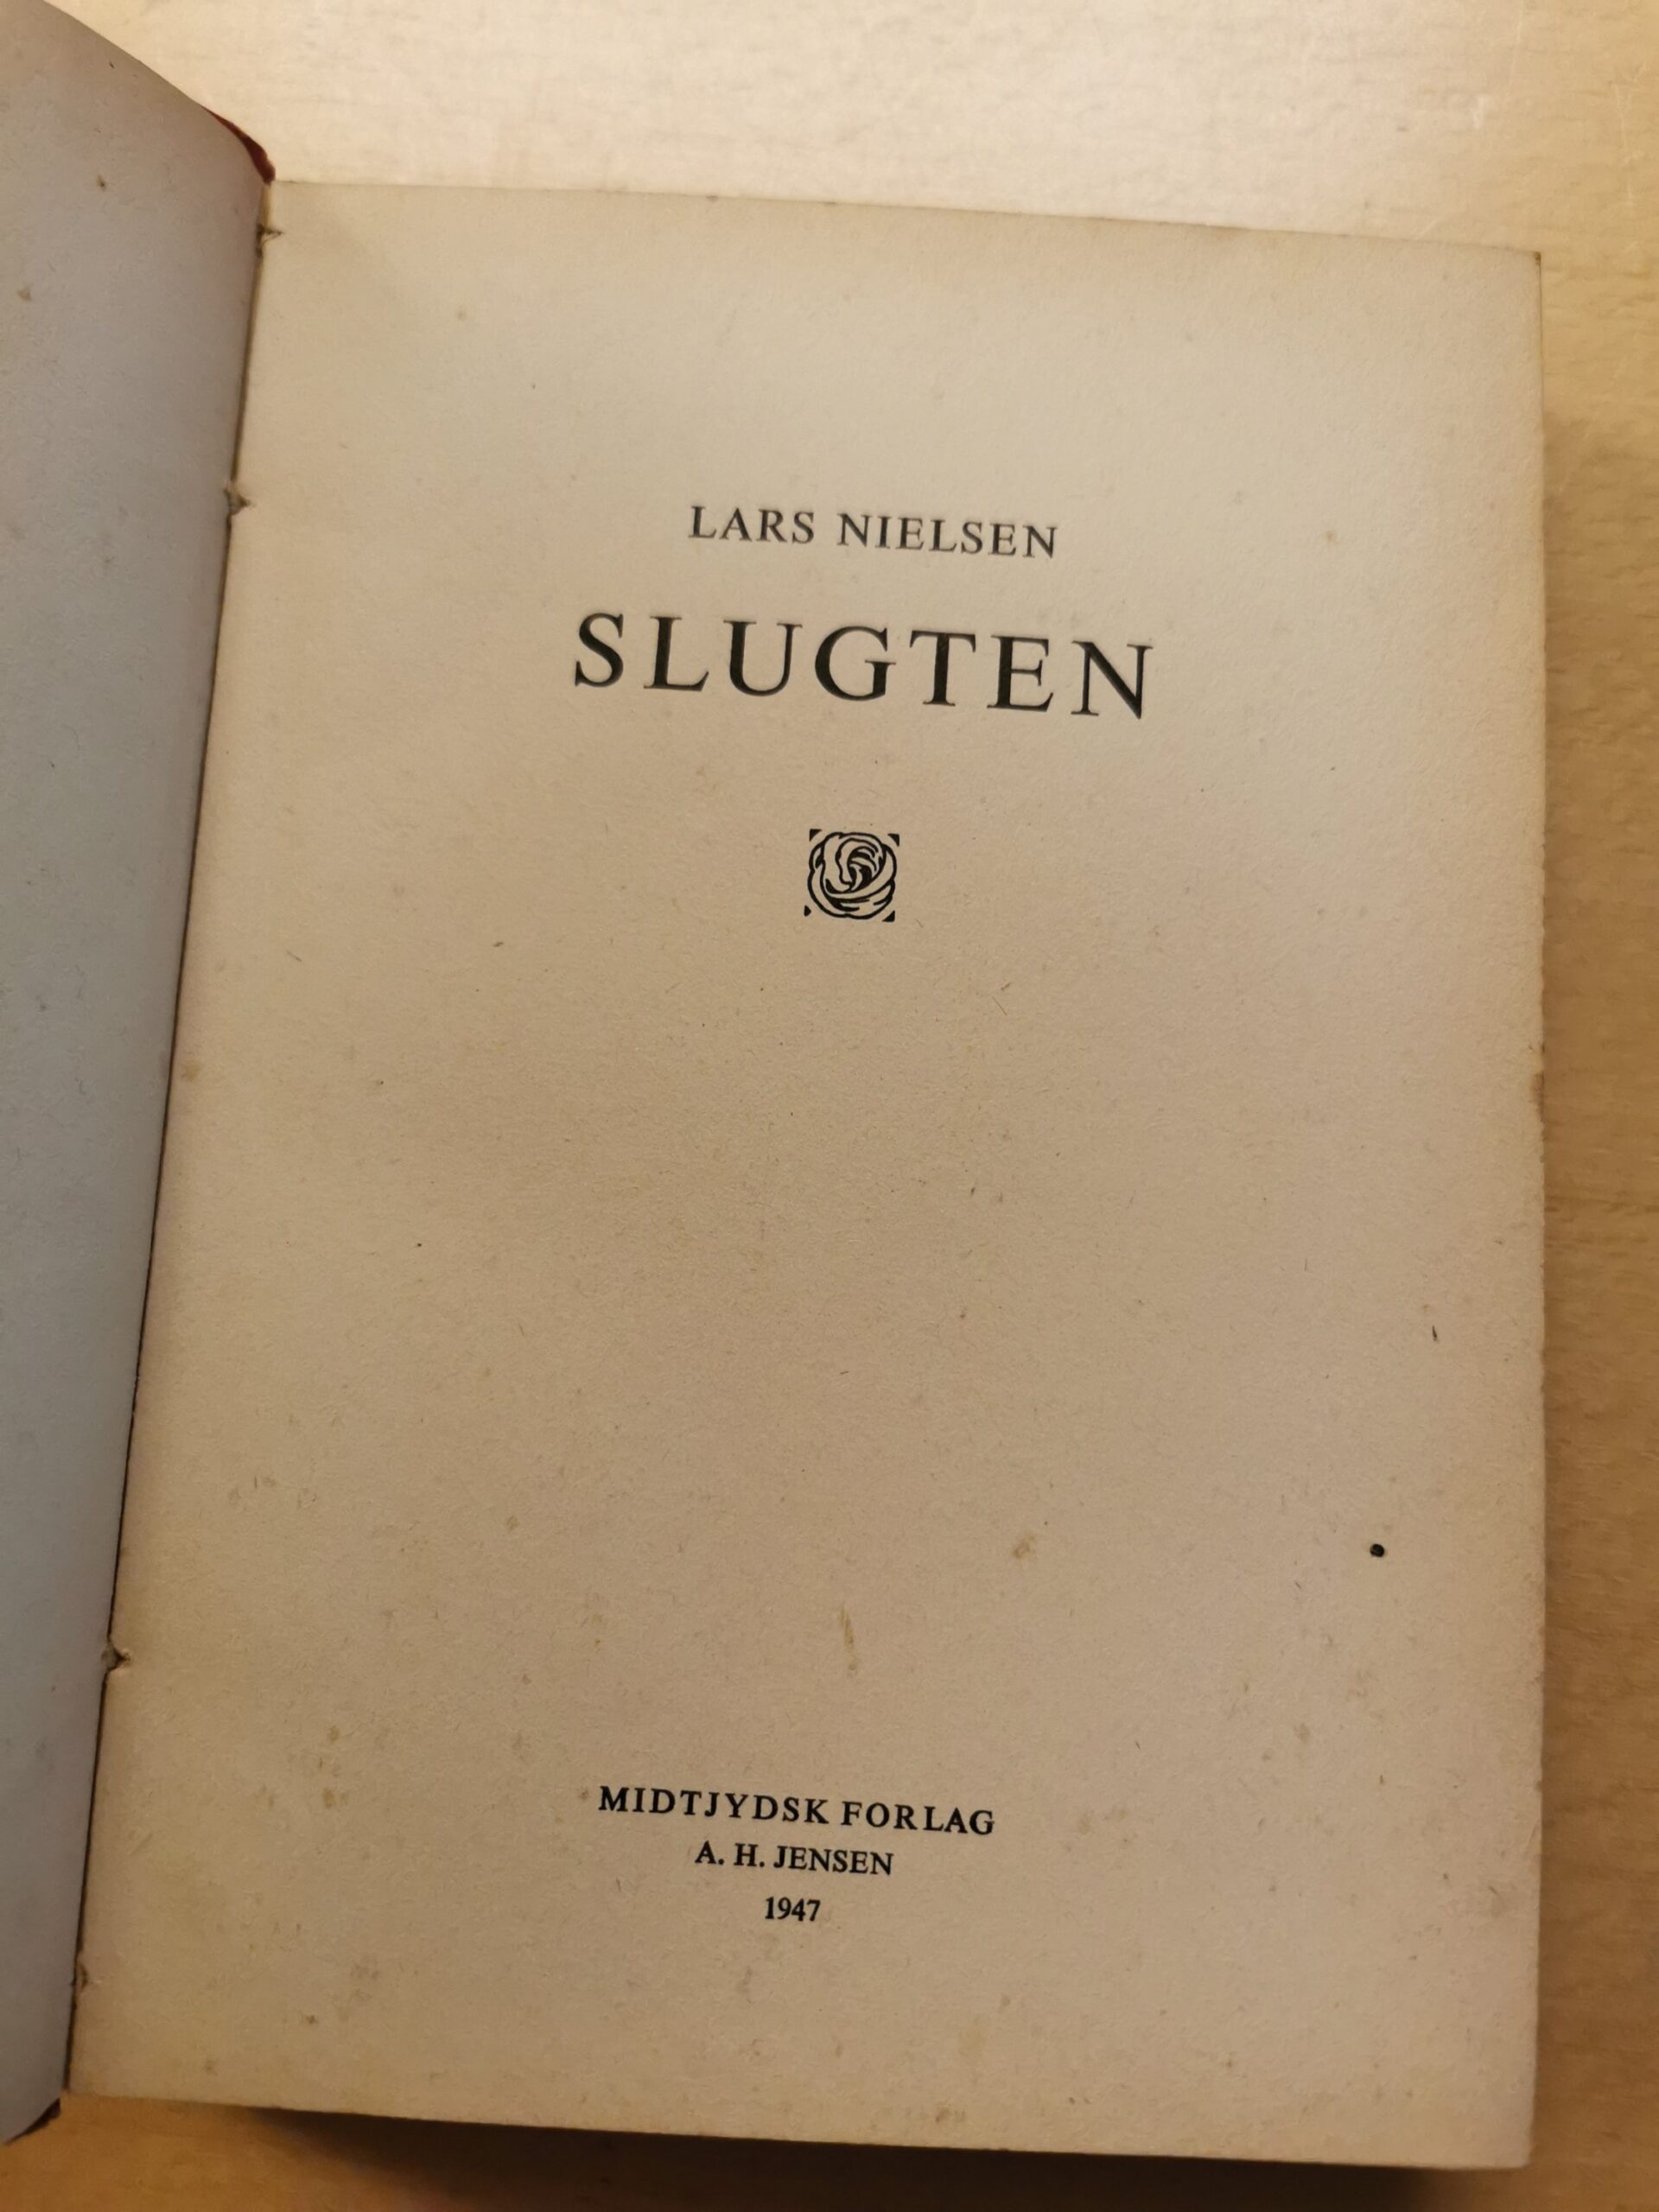 LARS NIELSEN
SLUGTEN
MIDTJYDSK FORLAG
A. H. JENSEN
1947